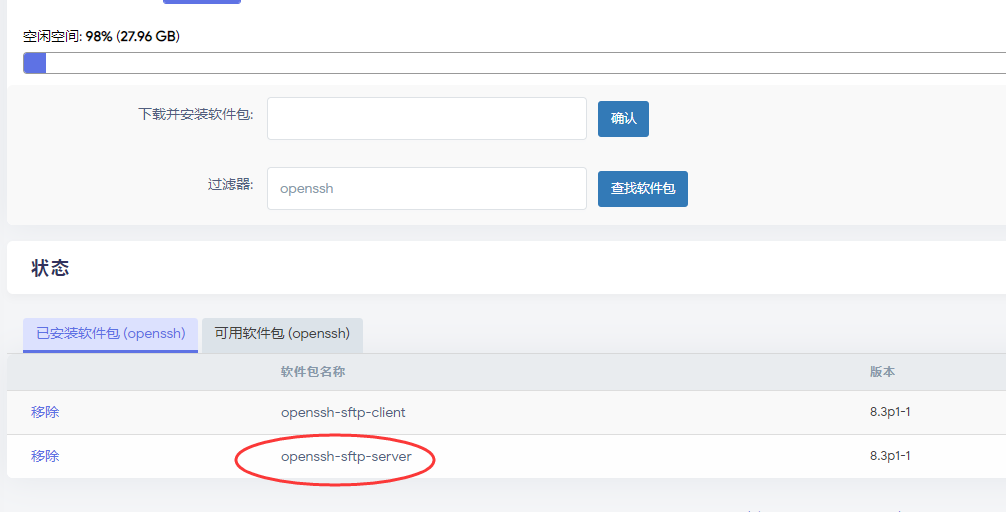 空闲空间: 98% (27.96 GB)
下载并安装软件包:
确认
过滤器:
openssh
查找软件包
状态
已安装软件包 (openssh)
可用软件包 (openssh)
软件包名称
版本
移除
openssh-sftp-client
8.3p1-1
移除
openssh-sftp-server
8.3p1-1